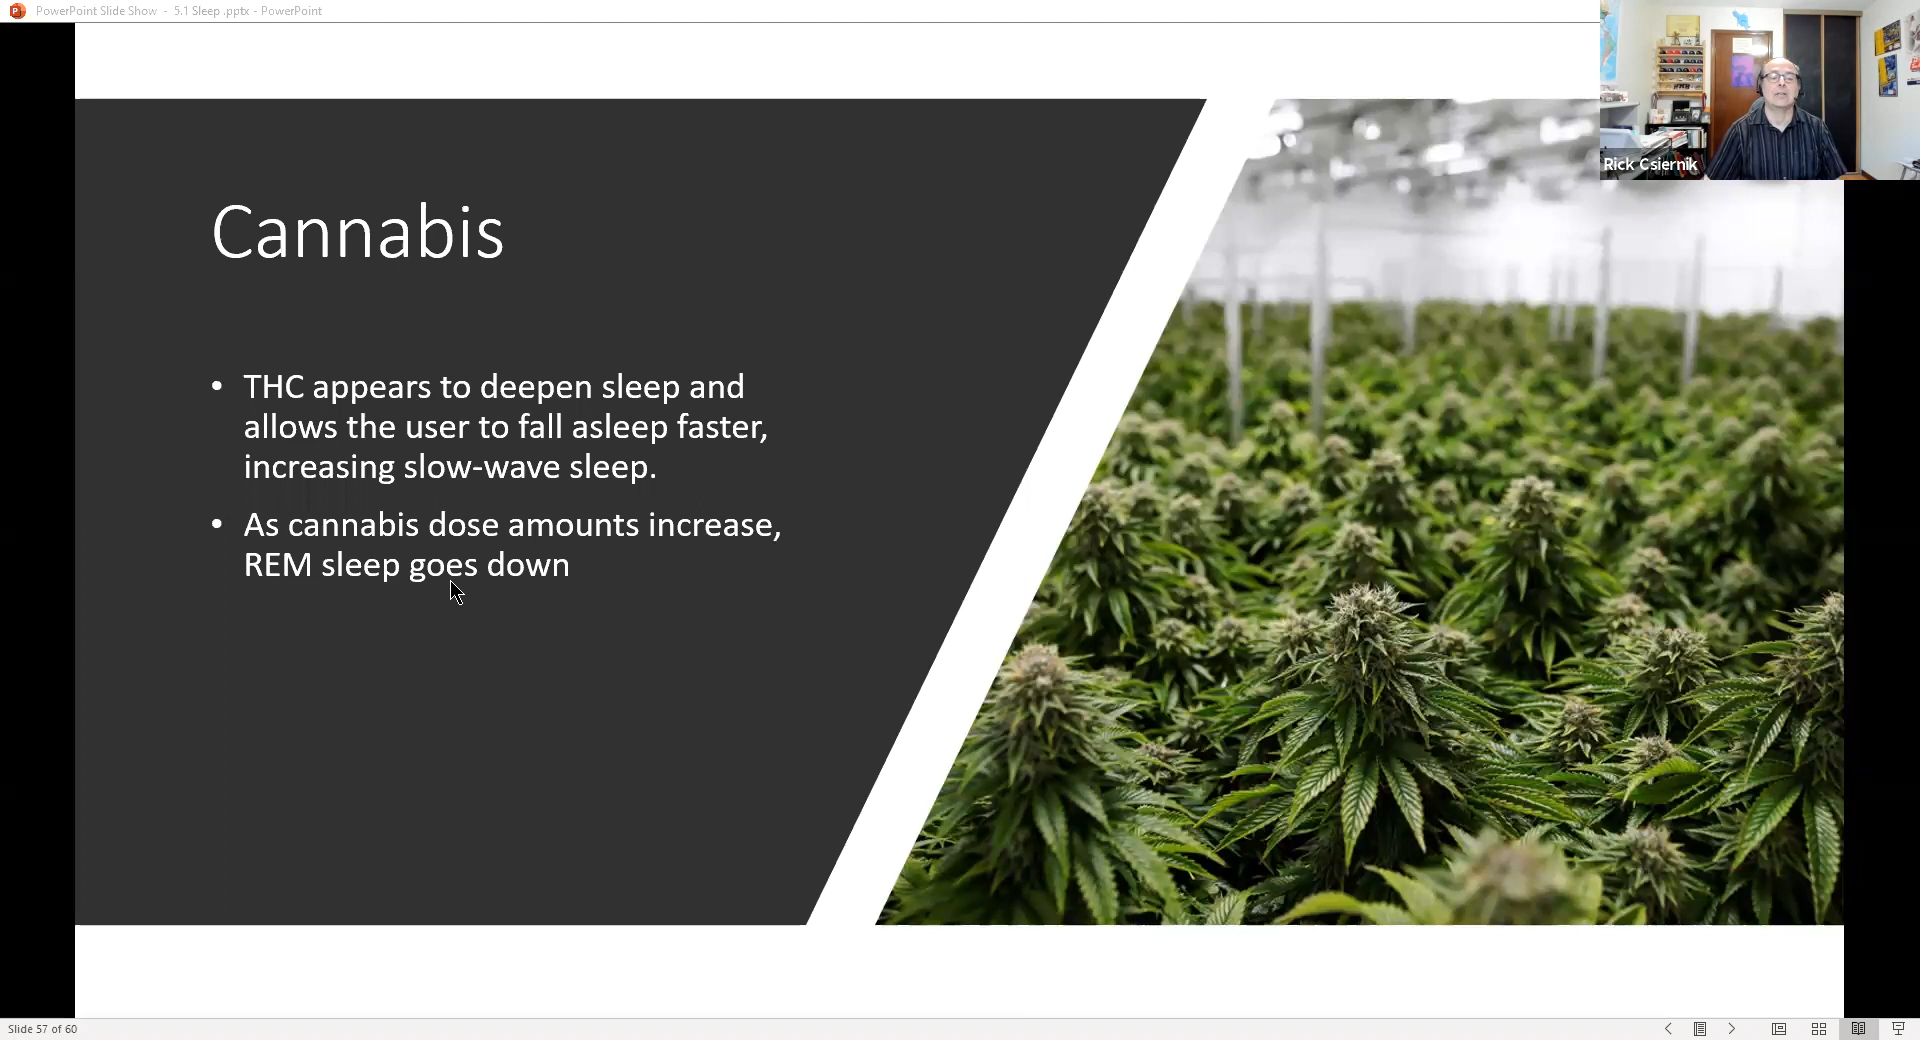 PowerPoint Slide Show - 5.1 Sleep .pptx - PowerPoint
Rick Csiernik
Cannabis
• THC appears to deepen sleep and
allows the user to fall asleep faster,
increasing slow-wave sleep.
• As cannabis dose amounts increase,
REM sleep goes down
Slide 57 of 60